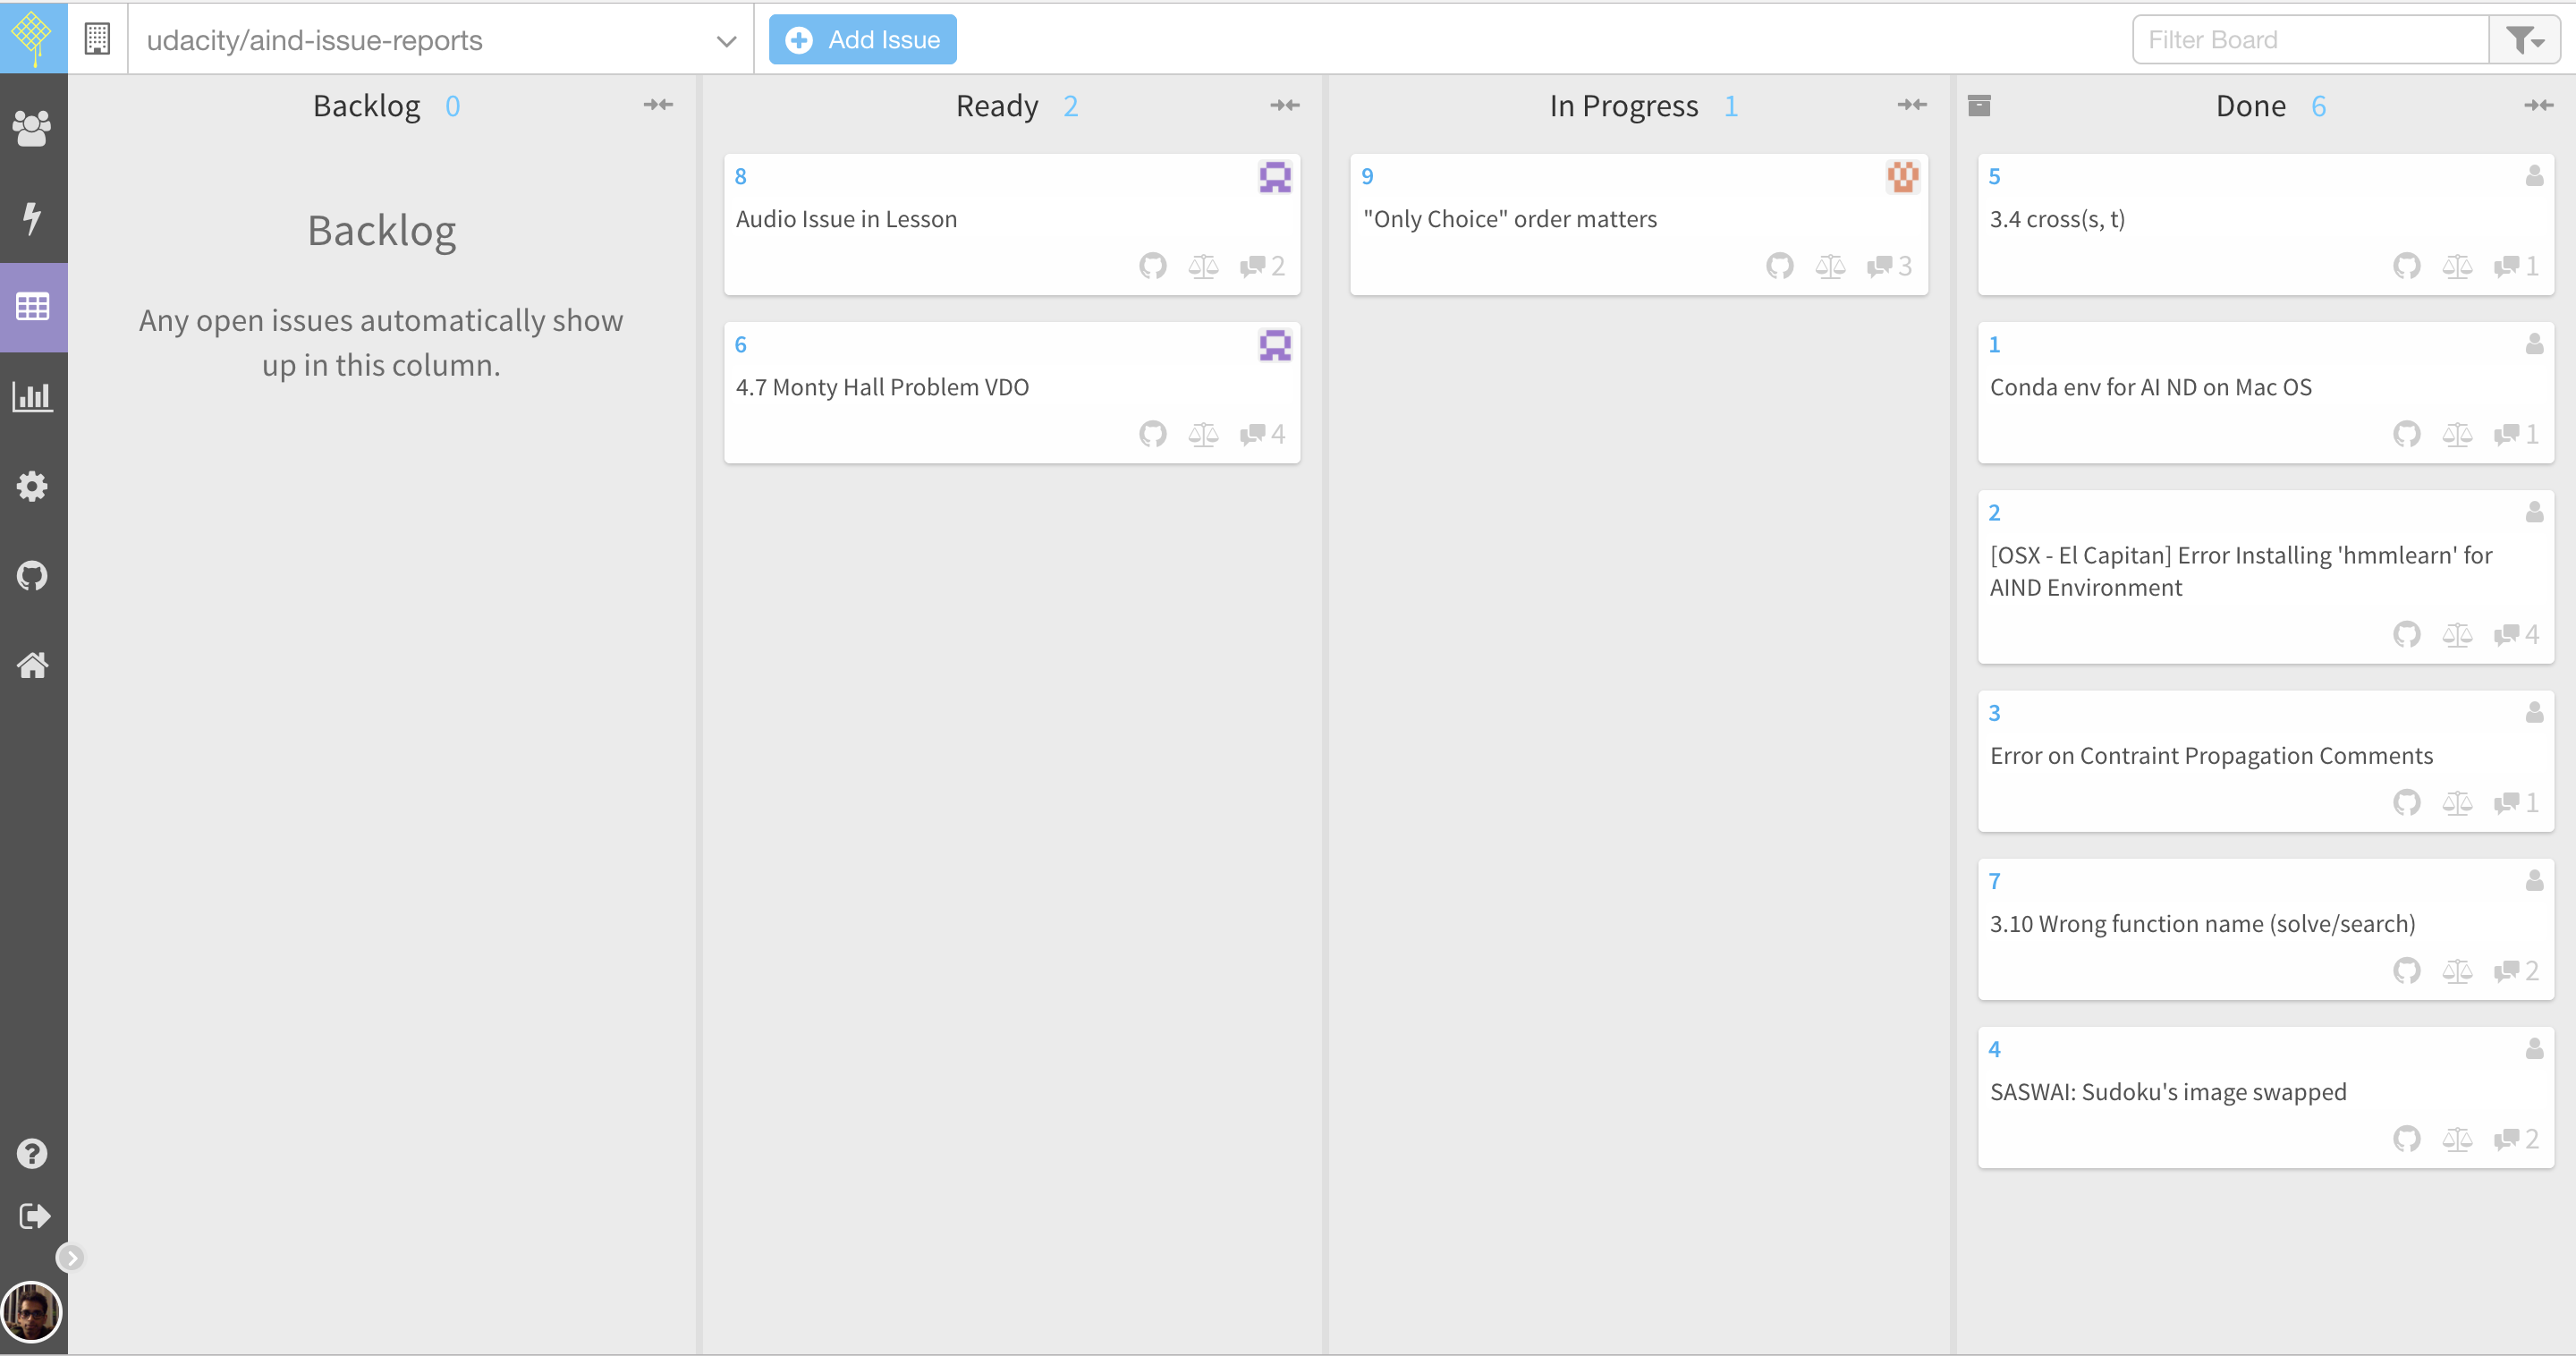 udacity/aind-issue-reports
Add Issue
Filter Board
Backlog 0
Backlog
Any open issues automatically show
up in this column.
Ready 2
8
Audio Issue in Lesson
2
6
4.7 Monty Hall Problem VDO
4
In Progress 1
9
"Only Choice" order matters
3
Done 6
5
3.4 cross(s, t)
1
1
Conda env for AI ND on Mac OS
1
2
[OSX - El Capitan] Error Installing 'hmmlearn' for
AIND Environment
4
3
Error on Contraint Propagation Comments
1
7
3.10 Wrong function name (solve/search)
2
4
SASWAI: Sudoku's image swapped
2